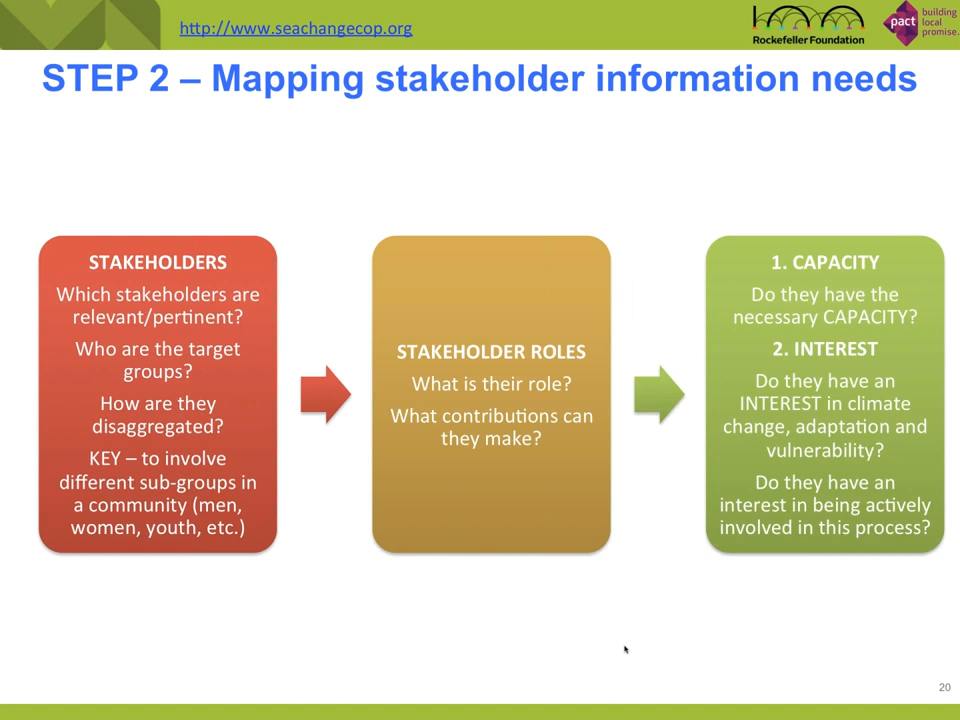 http://www.seachangecop.org
Rockefeller Foundation
pact
building
local
promise.
STEP 2 – Mapping stakeholder information needs
STAKEHOLDERS
Which stakeholders are
relevant/pertinent?
Who are the target
groups?
How are they
disaggregated?
KEY – to involve
different sub-groups in
a community (men,
women, youth, etc.)
STAKEHOLDER ROLES
What is their role?
What contributions can
they make?
1. CAPACITY
Do they have the
necessary CAPACITY?
2. INTEREST
Do they have an
INTEREST in climate
change, adaptation and
vulnerability?
Do they have an
interest in being actively
involved in this process?
20